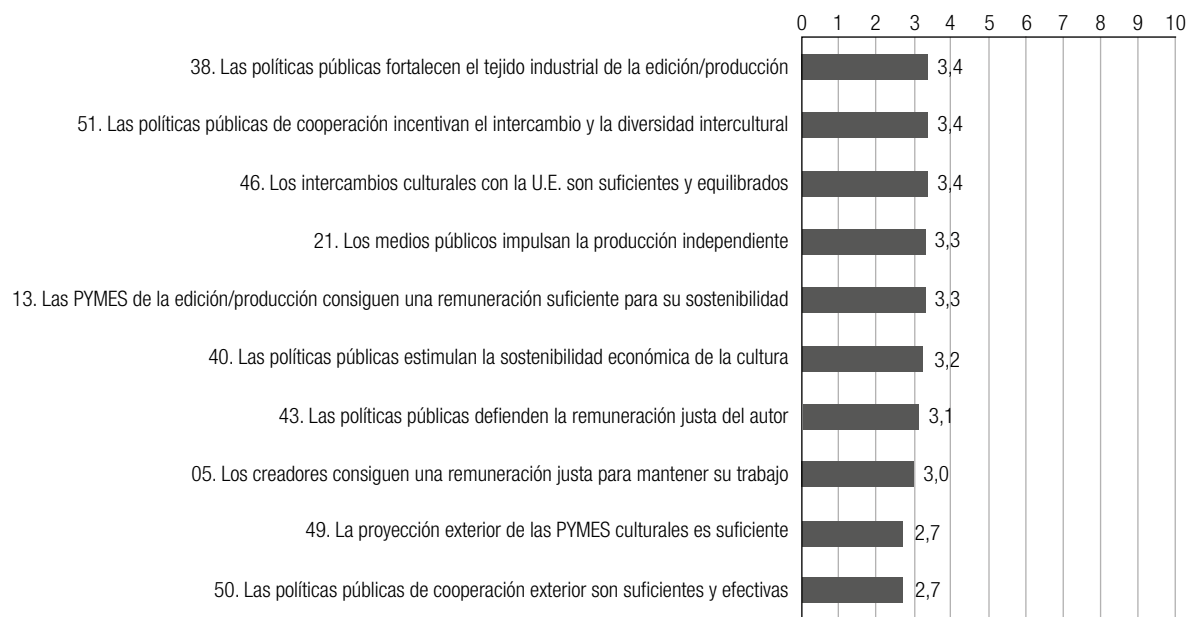 0 1 2 3 4 5 6 7 8 9 10
38. Las políticas públicas fortalecen el tejido industrial de la edición/producción 3,4
51. Las políticas públicas de cooperación incentivan el intercambio y la diversidad intercultural 3,4
46. Los intercambios culturales con la U.E. son suficientes y equilibrados 3,4
21. Los medios públicos impulsan la producción independiente 3,3
13. Las PYMES de la edición/producción consiguen una remuneración suficiente para su sostenibilidad 3,3
40. Las políticas públicas estimulan la sostenibilidad económica de la cultura 3,2
43. Las políticas públicas defienden la remuneración justa del autor 3,1
05. Los creadores consiguen una remuneración justa para mantener su trabajo 3,0
49. La proyección exterior de las PYMES culturales es suficiente 2,7
50. Las políticas públicas de cooperación exterior son suficientes y efectivas 2,7